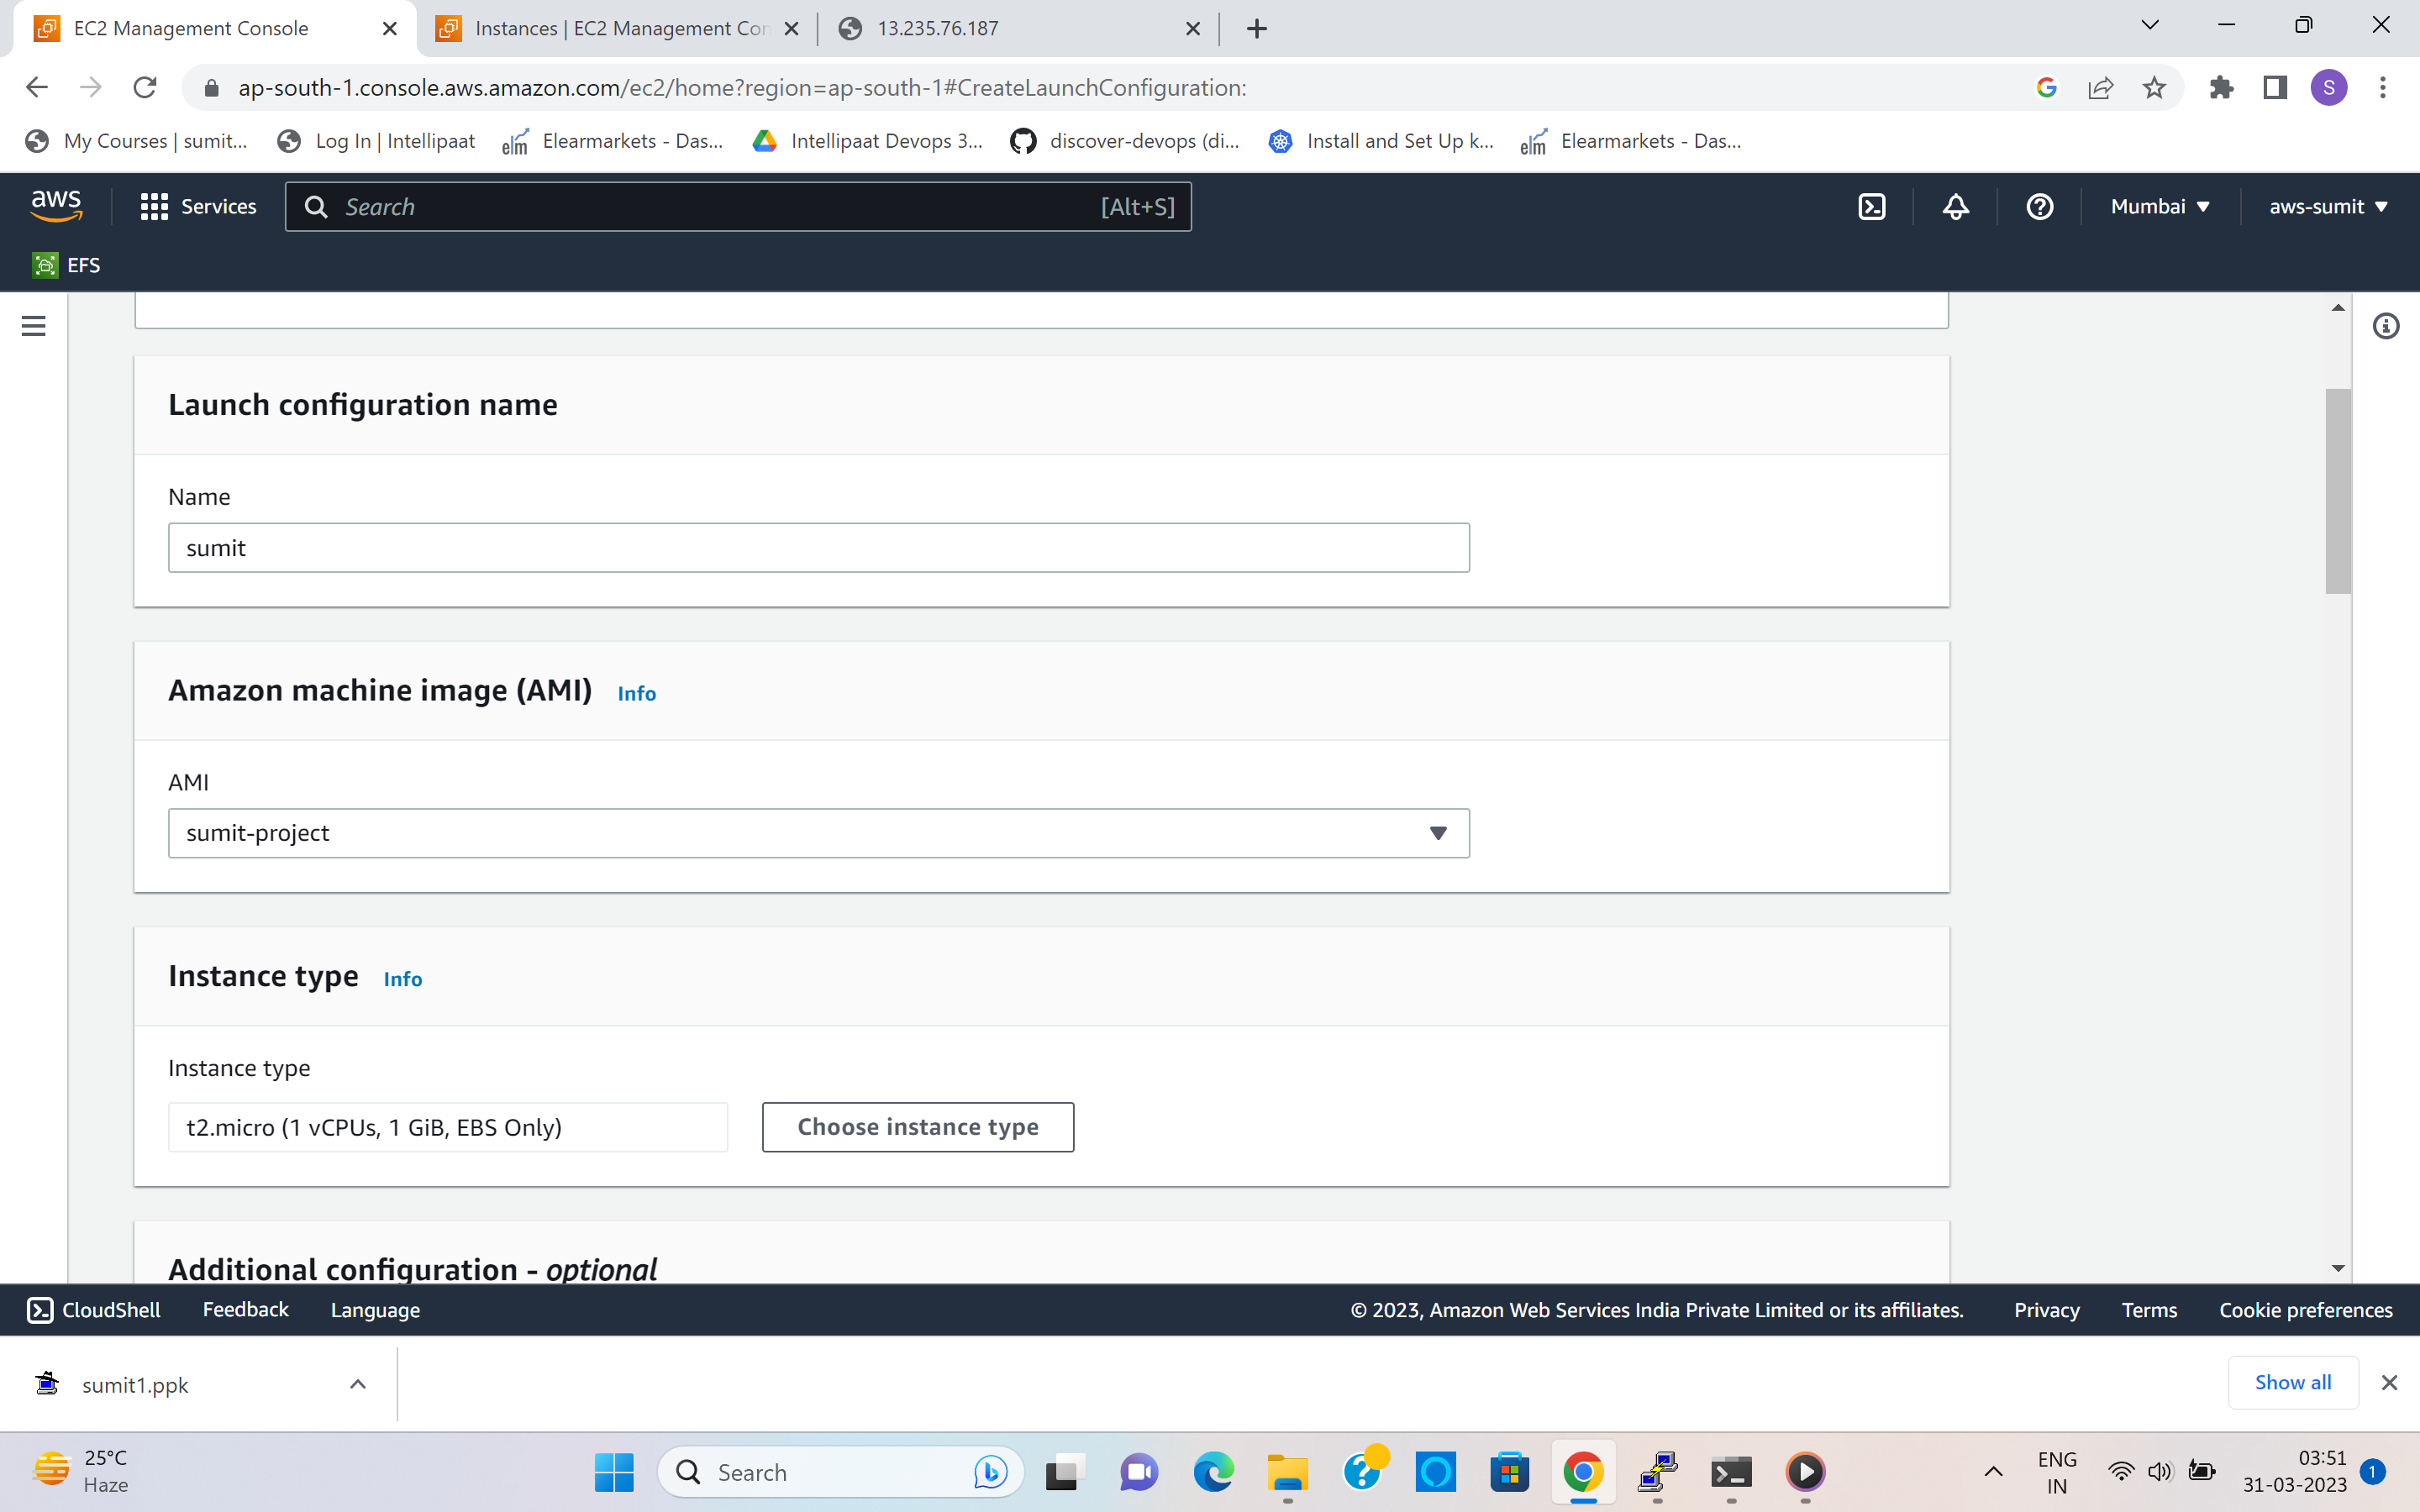 EC2 Management Console
Instances | EC2 Management Con
13.235.76.187
ap-south-1.console.aws.amazon.com/ec2/home?region=ap-south-1#CreateLaunchConfiguration:
S
My Courses | sumit...
Log In | Intellipaat
elm Elearmarkets - Das...
Intellipaat Devops 3...
discover-devops (di...
Install and Set Up k...
elm Elearmarkets - Das...
aws
Services
Search
[Alt+S]
Mumbai
aws-sumit
EFS
Launch configuration name
Name
sumit
Amazon machine image (AMI) Info
AMI
sumit-project
Instance type Info
Instance type
t2.micro (1 vCPUs, 1 GiB, EBS Only)
Choose instance type
Additional configuration - optional
CloudShell
Feedback
Language
© 2023, Amazon Web Services India Private Limited or its affiliates.
Privacy
Terms
Cookie preferences
sumit1.ppk
Show all
25°C
Haze
Search
ENG
IN
03:51
31-03-2023
1